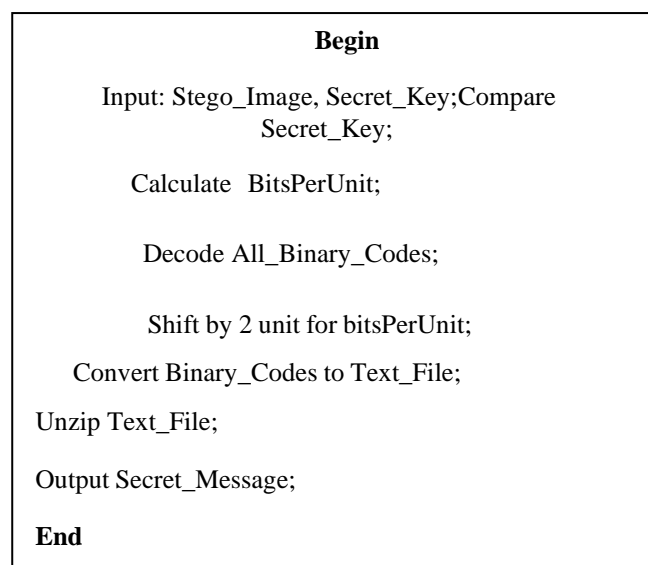 Begin
Input: Stego_Image, Secret_Key;Compare
Secret_Key;
Calculate BitsPerUnit;
Decode All_Binary_Codes;
Shift by 2 unit for bitsPerUnit;
Convert Binary_Codes to Text_File;
Unzip Text_File;
Output Secret_Message;
End